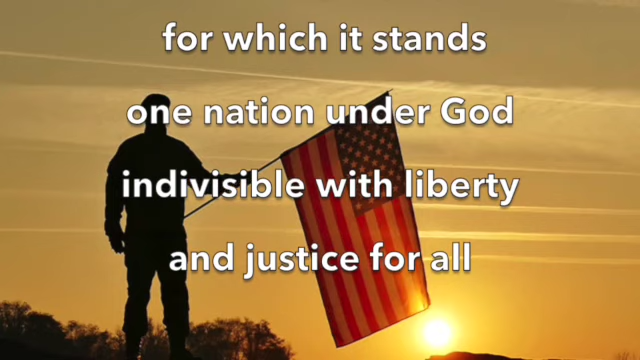 for which it stands
one nation under God
indivisible with liberty
and justice for all